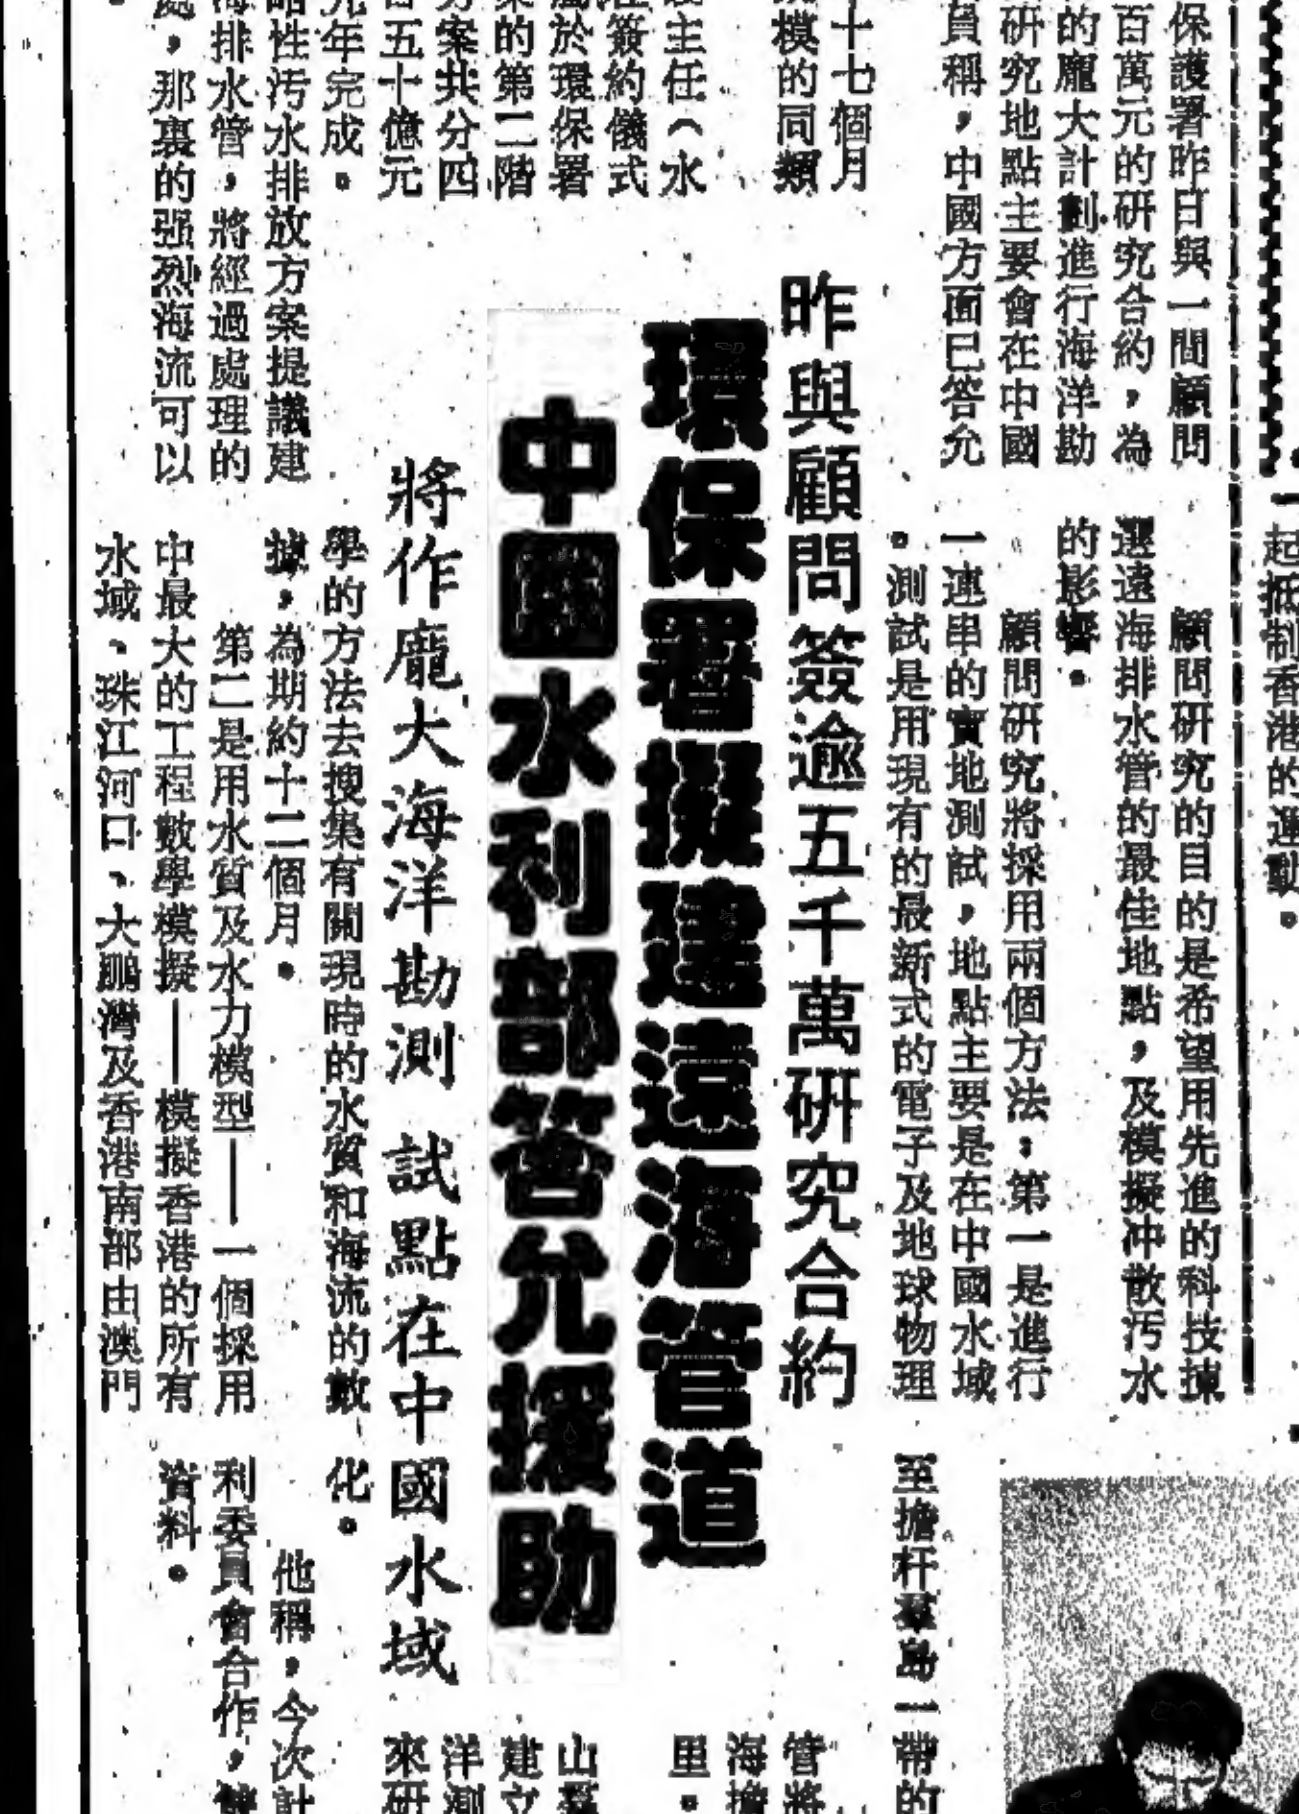 起抵制香港的運動。
保護署昨日與一間顧問
百萬元的研究合約，為
的龐大計劃進行海洋勘
研究地點主要會在中國
員稱，中國方面已答允
十七個月
模的同類
主任（水
簽約儀式
屬於環保署
的第二階
方案共分四
五十億元
年完成。
略性污水排放方案提議建
海排水管，將經過處理的
處，那裏的强烈海流可以
昨與顧問簽逾五千萬研究合約
環保署擬建遠海管道
中國水利部答允援助
將作龐大海洋勘測 試點在中國水域
顧問研究的目的是希望用先進的科技揀
選遠海排水管的最佳地點，及模擬冲散污水
的影響。
顧問研究將採用兩個方法：第一是進行
一連串的實地測試，地點主要是在中國水域
。測試是用現有的最新式的電子及地球物理
學的方法去搜集有關現時的水質和海流的數
據，為期約十二個月。
第二是用水質及水力模型——一個採用
中最大的工程數學模擬——模擬香港的所有
水域、珠江河口、大鵬灣及香港南部由澳門
至擔杆羣島一帶的
化。
他稱，今次計
利委員會合作，
資料。
管將
海擔
里。
山羣
建立
洋測
來研